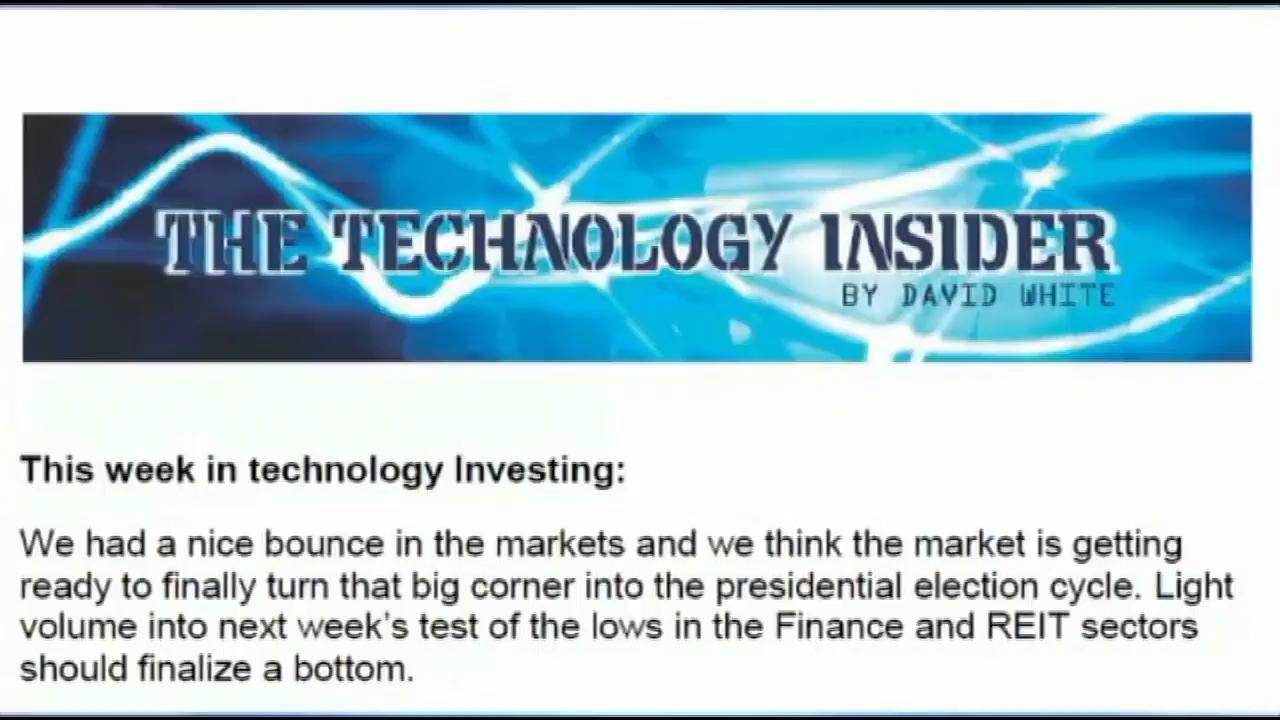 THE TECHNOLOGY INSIDER
BY DAVID WHITE
This week in technology Investing:
We had a nice bounce in the markets and we think the market is getting
ready to finally turn that big corner into the presidential election cycle. Light
volume into next week's test of the lows in the Finance and REIT sectors
should finalize a bottom.